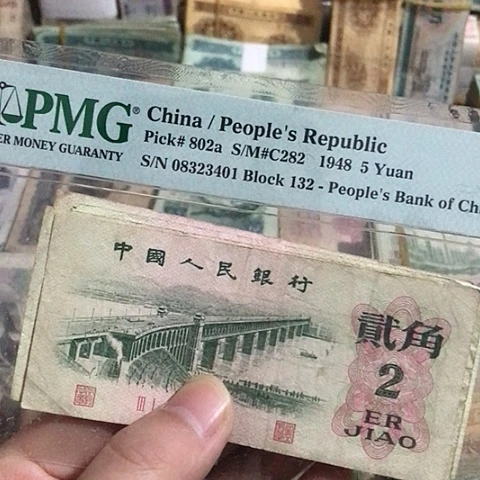 PMG®
ER MONEY GUARANTY
China / People's Republic
Pick# 802a S/M#C282 1948 5 Yuan
S/N 08323401 Block 132 - People's Bank of Ch
中國人民銀行
貳角
2
ER
JIAO